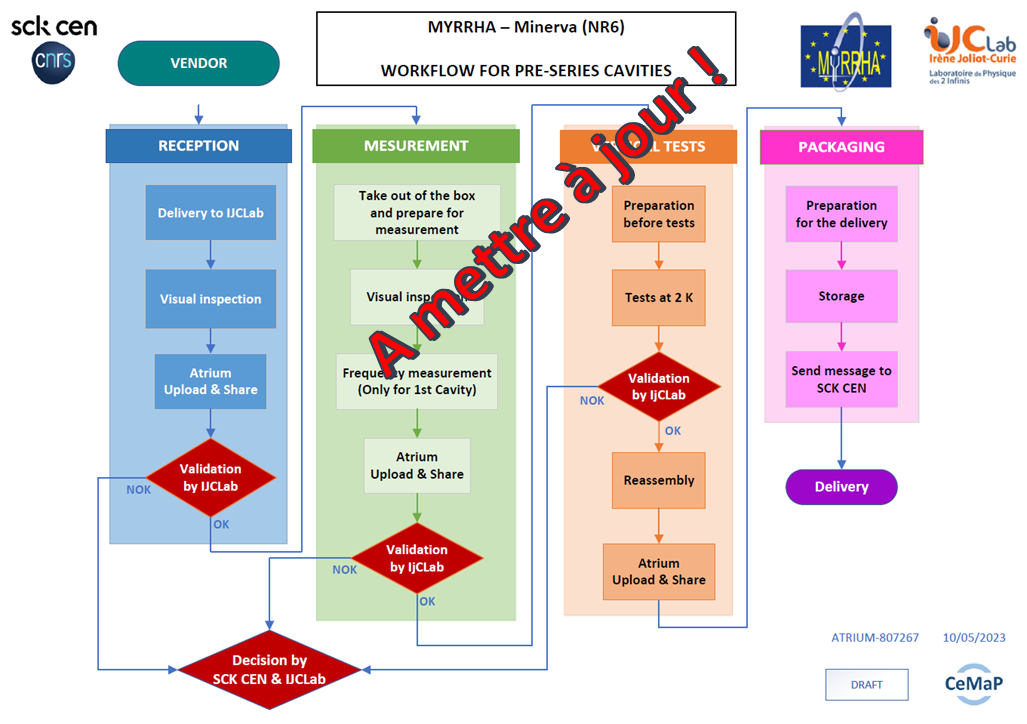 sck cen
cnrs
VENDOR
MYRRHA – Minerva (NR6)
WORKFLOW FOR PRE-SERIES CAVITIES
MYRRHA
iJCLab
Irène Joliot-Curie
Laboratoire de Physique
des 2 Infinis
A mettre à jour !
RECEPTION
Delivery to IJCLab
Visual inspection
Atrium
Upload & Share
Validation
by IJCLab
NOK
OK
MESUREMENT
Take out of the box
and prepare for
measurement
Visual
Frequency measurement
(Only for 1st Cavity)
Atrium
Upload & Share
Validation
by IjCLab
NOK
OK
TESTS
Preparation
before tests
Tests at 2 K
Validation
by IjCLab
NOK
OK
Reassembly
Atrium
Upload & Share
PACKAGING
Preparation
for the delivery
Storage
Send message to
SCK CEN
Delivery
Decision by
SCK CEN & IJCLab
ATRIUM-807267 10/05/2023
DRAFT
CeMaP